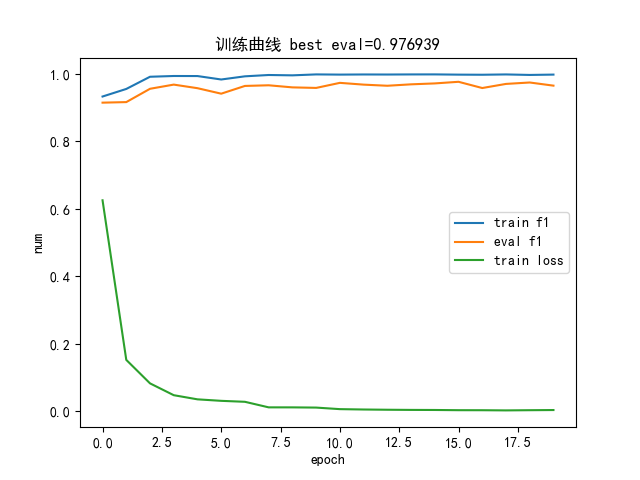 训练曲线 best eval=0.976939
1.0
0.8
0.6
0.4
0.2
0.0
num
train f1
eval f1
train loss
0.0 2.5 5.0 7.5 10.0 12.5 15.0 17.5
epoch